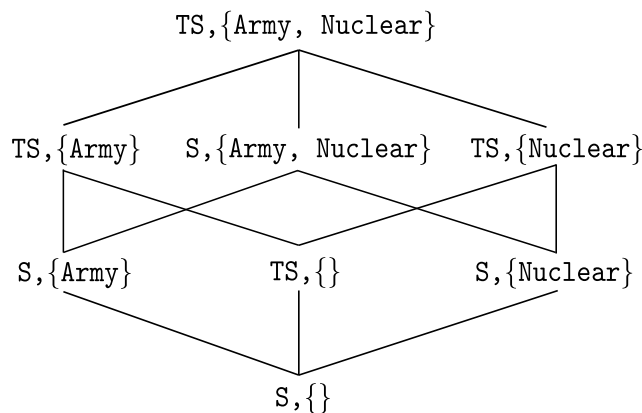 TS,{Army, Nuclear}
TS,{Army} S,{Army, Nuclear} TS,{Nuclear}
S,{Army} TS,{} S,{Nuclear}
S,{}